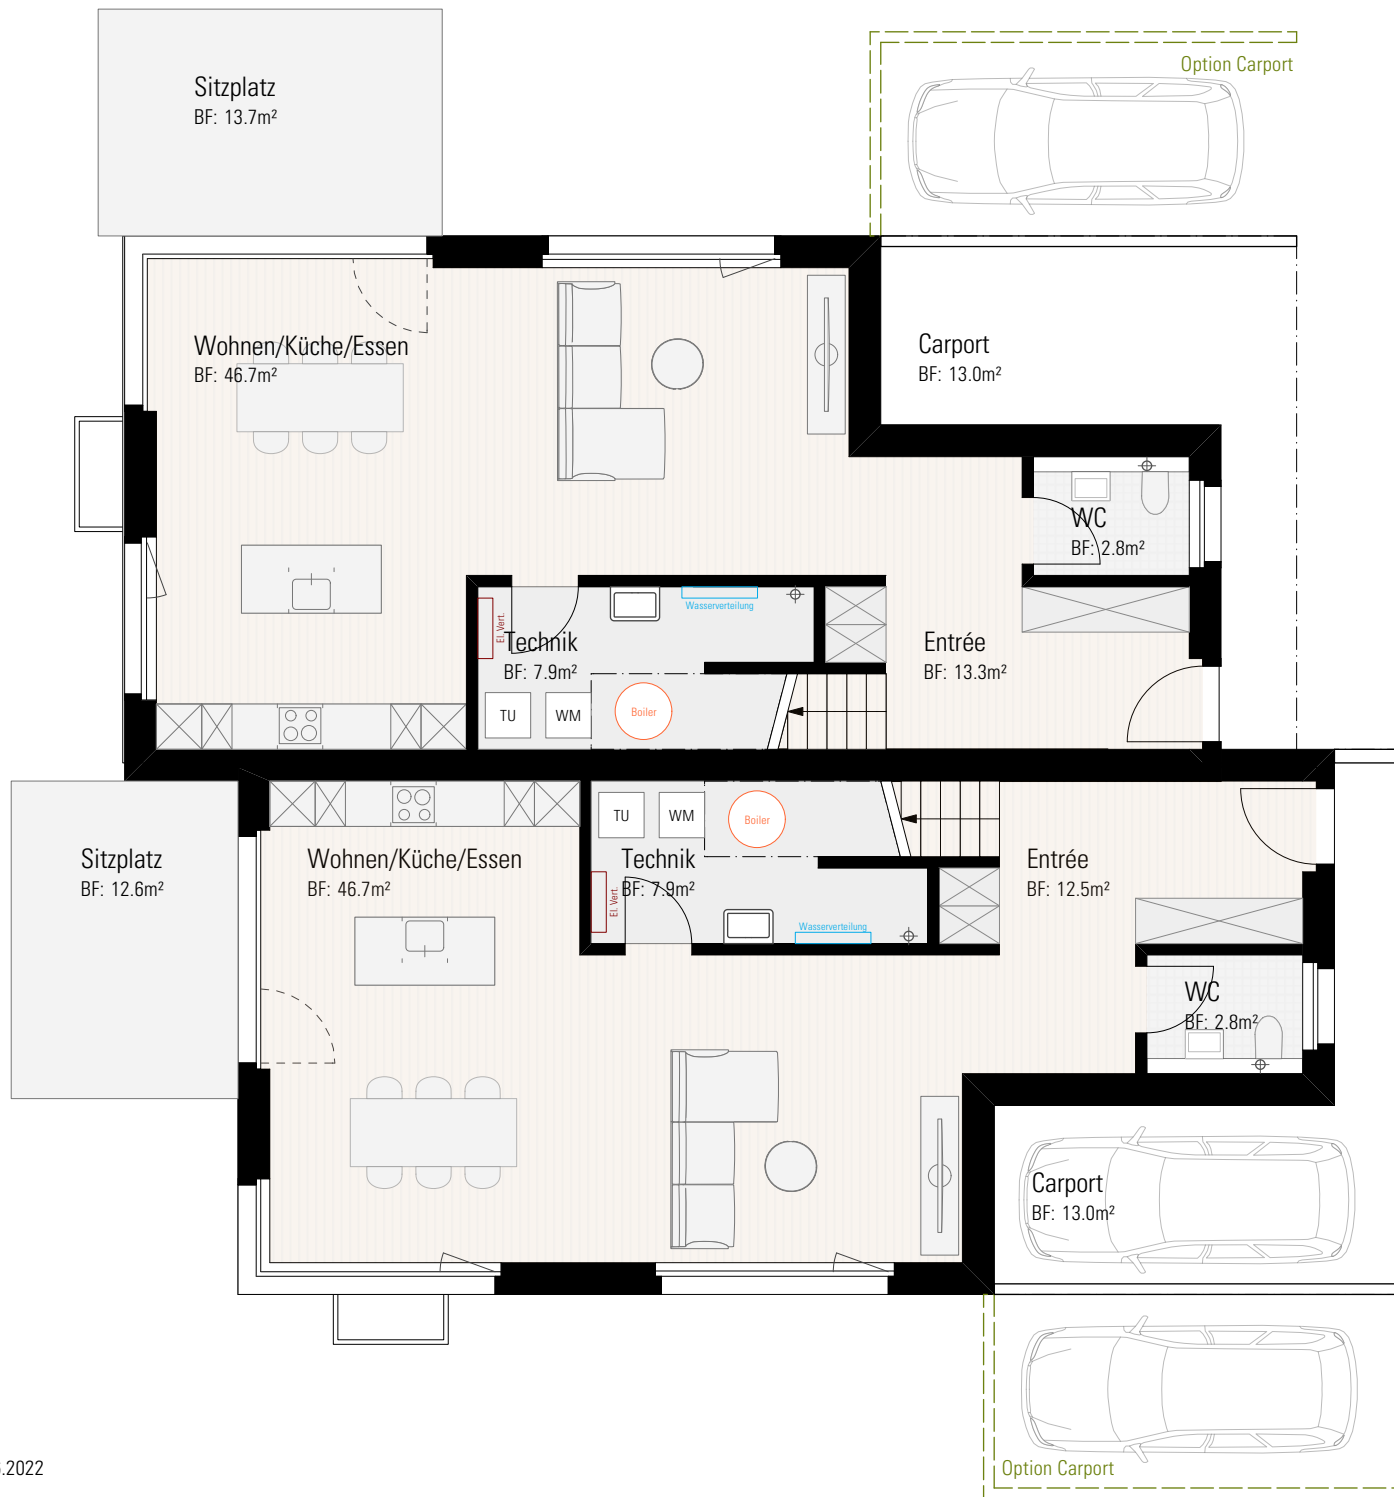 Sitzplatz
BF: 13.7m²
Option Carport
Wohnen/Küche/Essen
BF: 46.7m²
Carport
BF: 13.0m²
WC
BF: 2.8m²
Wasserverteilung
El. Vert.
Technik
BF: 7.9m²
Entrée
BF: 13.3m²
TU
WM
Boiler
TU
WM
Boiler
Sitzplatz
BF: 12.6m²
Wohnen/Küche/Essen
BF: 46.7m²
Technik
BF: 7.9m²
El. Vert.
Wasserverteilung
Entrée
BF: 12.5m²
WC
BF: 2.8m²
Carport
BF: 13.0m²
Option Carport
.2022